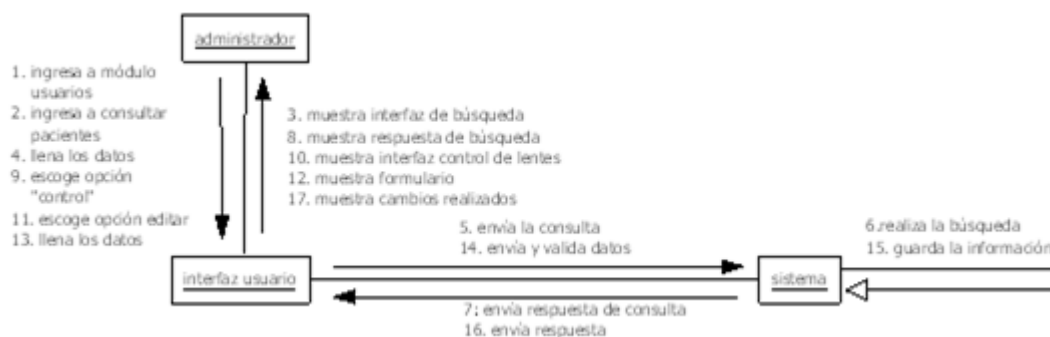 administrador
1. ingresa a módulo
usuarios
2. ingresa a consultar
pacientes
4. llena los datos
9. escoge opción
"control"
11. escoge opción editar
13. llena los datos
3. muestra interfaz de búsqueda
8. muestra respuesta de búsqueda
10. muestra interfaz control de lentes
12. muestra formulario
17. muestra cambios realizados
5. envía la consulta
14. envía y valida datos
6.realiza la búsqueda
15. guarda la información
interfaz usuario
sistema
7; envía respuesta de consulta
16. envía respuesta